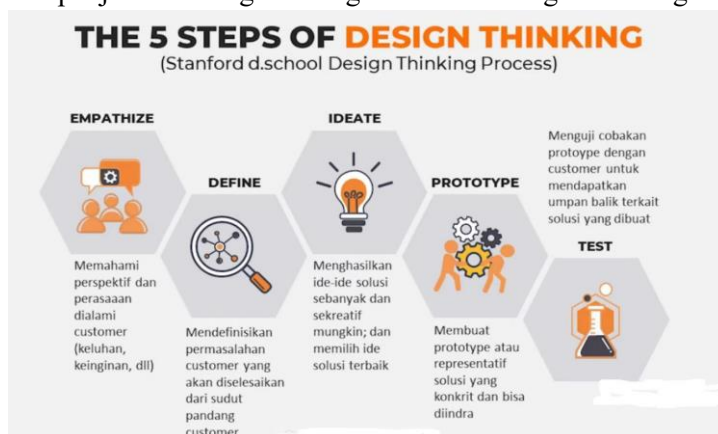 THE 5 STEPS OF DESIGN THINKING
(Stanford d.school Design Thinking Process)
EMPATHIZE
Memahami
perspektif dan
perasaaan
dialami
customer
(keluhan,
keinginan, dll)
DEFINE
Mendefinisikan
permasalahan
customer yang
akan diselesaikan
dari sudut
pandang
customer
IDEATE
Menghasilkan
ide-ide solusi
sebanyak dan
sekreatif
mungkin; dan
memilih ide
solusi terbaik
PROTOTYPE
Membuat
prototype atau
representatif
solusi yang
konkrit dan bisa
diindra
Menguji cobakan
protoype dengan
customer untuk
mendapatkan
umpan balik terkait
solusi yang dibuat
TEST